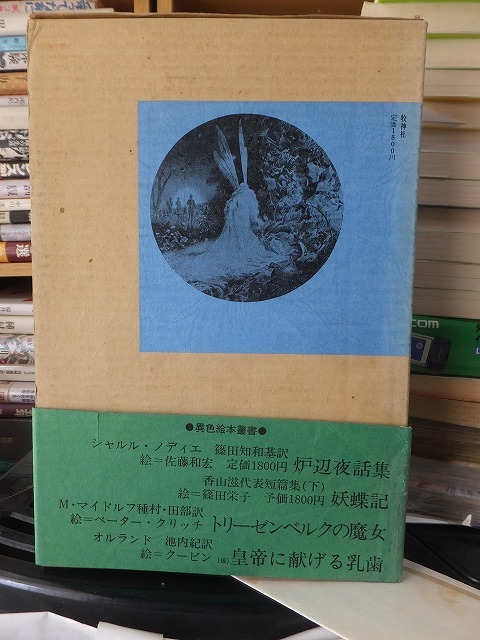 牧神社
定価1800円
●異色絵本叢書●
シャルル・ノディエ 篠田知和基訳
絵=佐藤和宏 定価1800円 炉辺夜話集
香山滋代表短篇集(下)
絵=篠田栄子 予価1800円 妖蝶記
M・マイドルフ種村・田部訳
絵=ペーター・クリッチ トリーゼンベルクの魔女
オルランド 池内紀訳
絵=クービン (仮) 皇帝に献げる乳歯
com